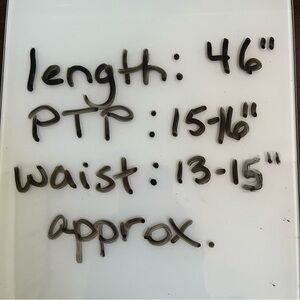 length: 46"
PTP: 15-16"
waist: 13-15"
approx.